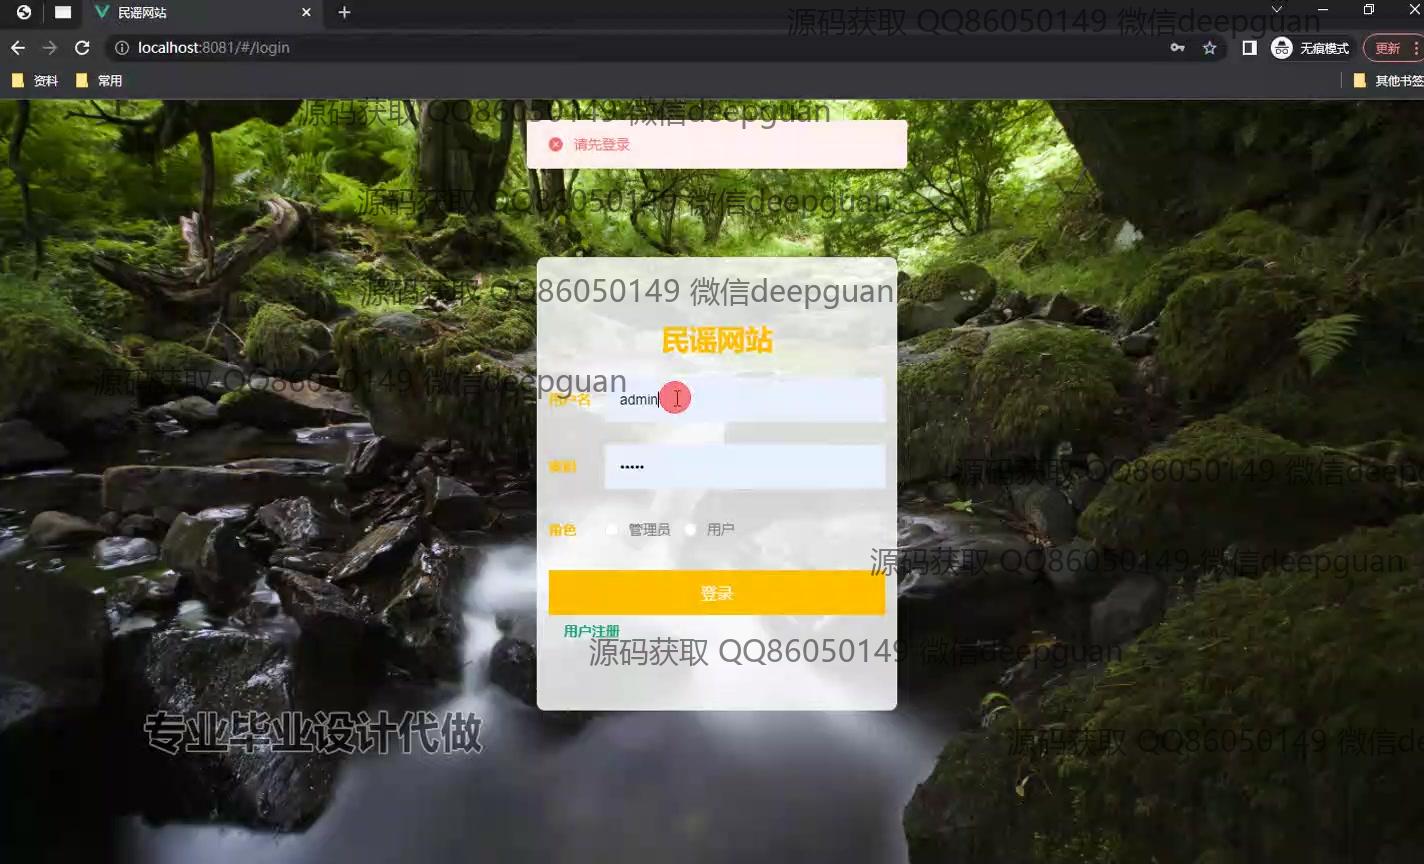 民谣网站
源码获取 QQ86050149 微信deepguan
localhost:8081/#/login
无痕模式
更新
资料
常用
其他书签
源码获取 QQ86050149 微信deepguan
请先登录
源码获取 QQ86050149 微信deepguan
源码获取 QQ86050149 微信deepguan
民谣网站
源码获取 QQ86050149 微信deepguan
用户名
admin
源码获取 QQ86050149 微信deep
密码
角色
管理员
用户
源码获取 QQ86050149 微信deepguan
登录
用户注册
源码获取 QQ86050149 微信deepguan
专业毕业设计代做
源码获取 QQ86050149 微信de